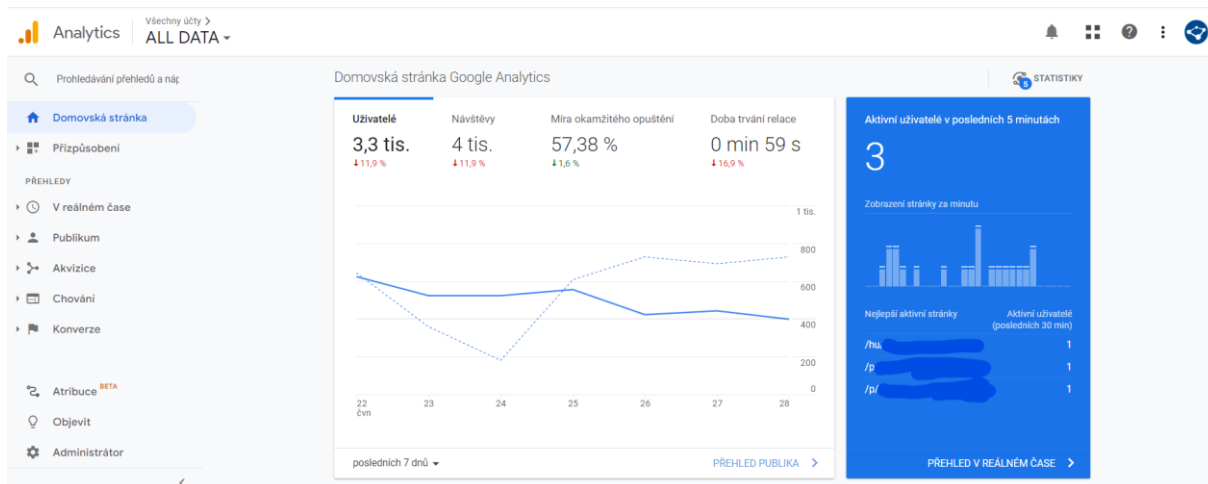 Analytics
Všechny účty >
ALL DATA
Prohledávání přehledů a náp
Domovská stránka
Přizpůsobení
PŘEHLEDY
V reálném čase
Publikum
Akvizice
Chování
Konverze
Atribuce BETA
Objevit
Administrátor
Domovská stránka Google Analytics
5 STATISTIKY
Uživatelé
3,3 tis.
11,9 %
Návštěvy
4 tis.
11,9 %
Míra okamžitého opuštění
57,38 %
1,6 %
Doba trvání relace
0 min 59 s
16,9 %
1 tis.
800
600
400
200
0
22 23 24 25 26 27 28
čvn
posledních 7 dnů
PŘEHLED PUBLIKA >
Aktivní uživatelé v posledních 5 minutách
3
Zobrazení stránky za minutu
Nejlepší aktivní stránky
Aktivní uživatelé
(posledních 30 min)
/hu, 1
/p 1
/p/ 1
PŘEHLED V REÁLNÉM ČASE >